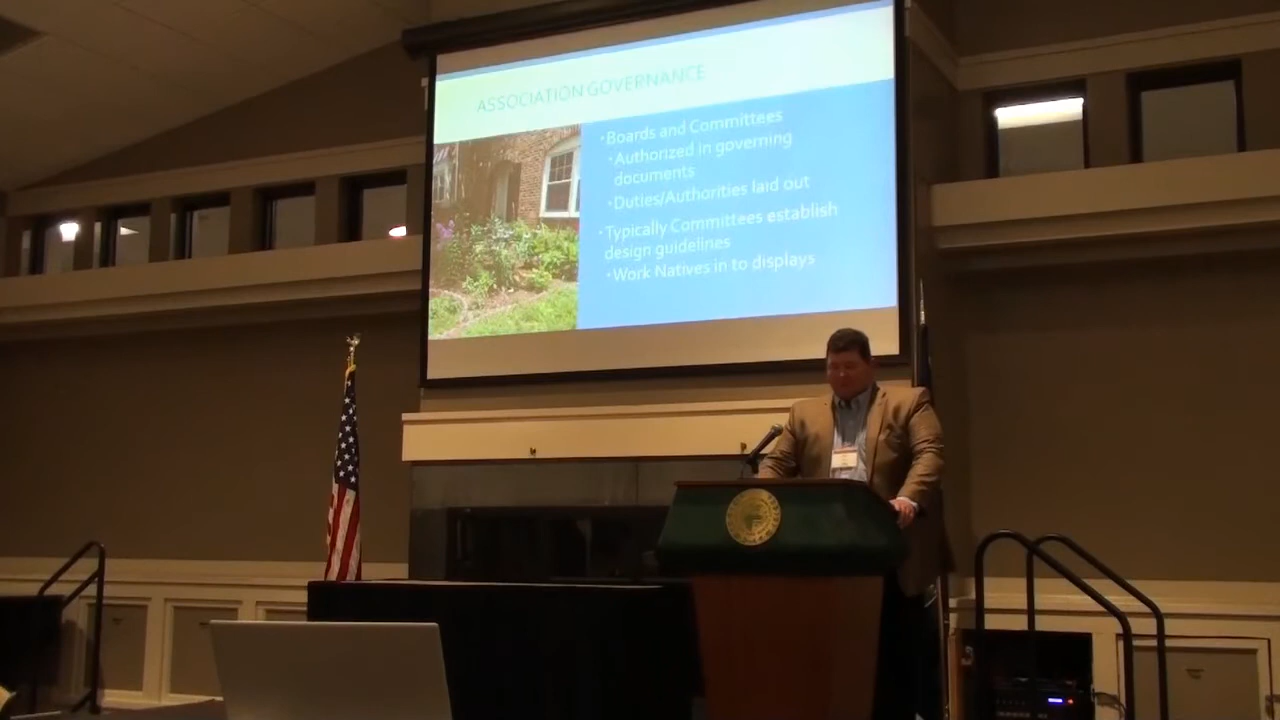 ASSOCIATION GOVERNANCE
•Boards and Committees
•Authorized in governing
documents
•Duties/Authorities laid out
•Typically Committees establish
design guidelines
•Work Natives in to displays